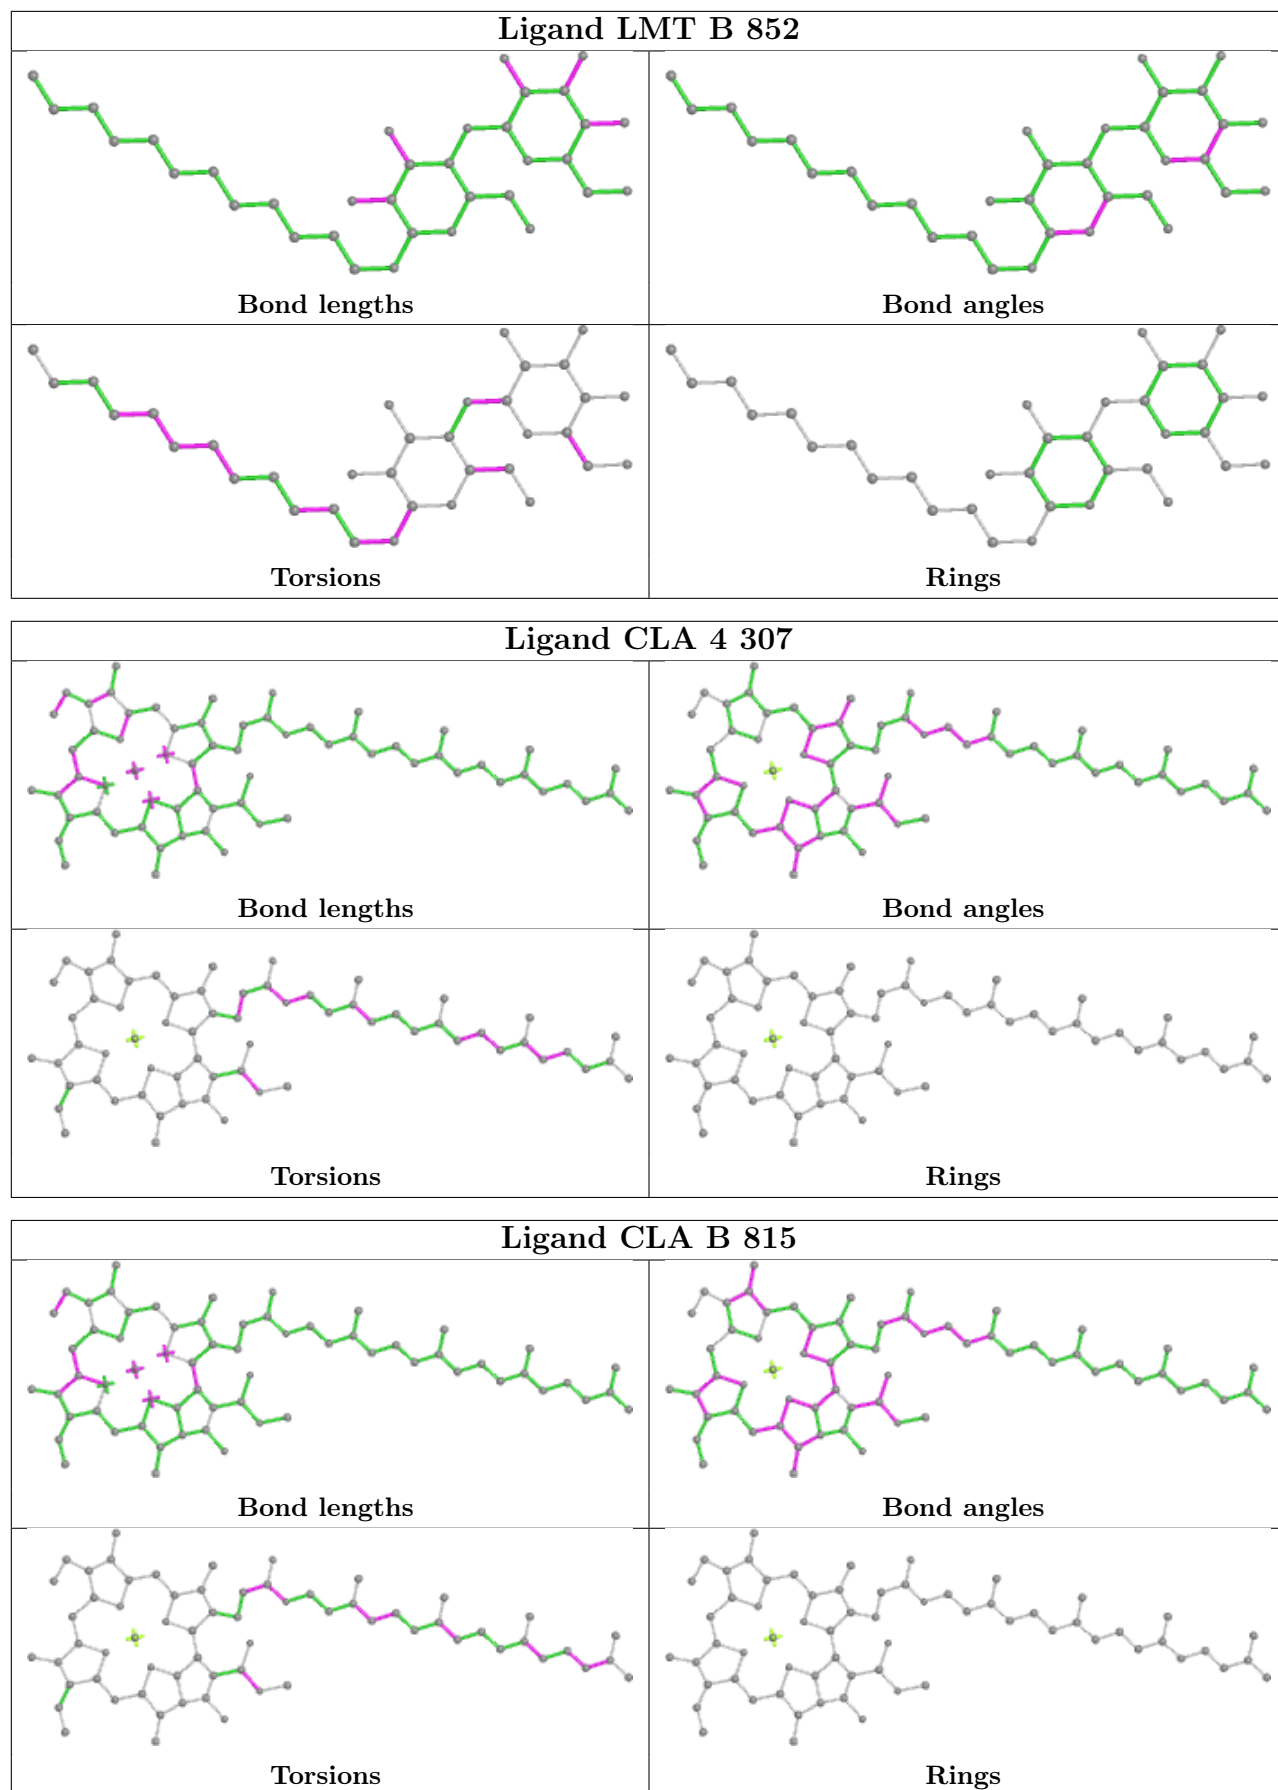 Ligand LMT B 852
Bond lengths
Bond angles
Torsions
Rings
Ligand CLA 4 307
Bond lengths
Bond angles
Torsions
Rings
Ligand CLA B 815
Bond lengths
Bond angles
Torsions
Rings